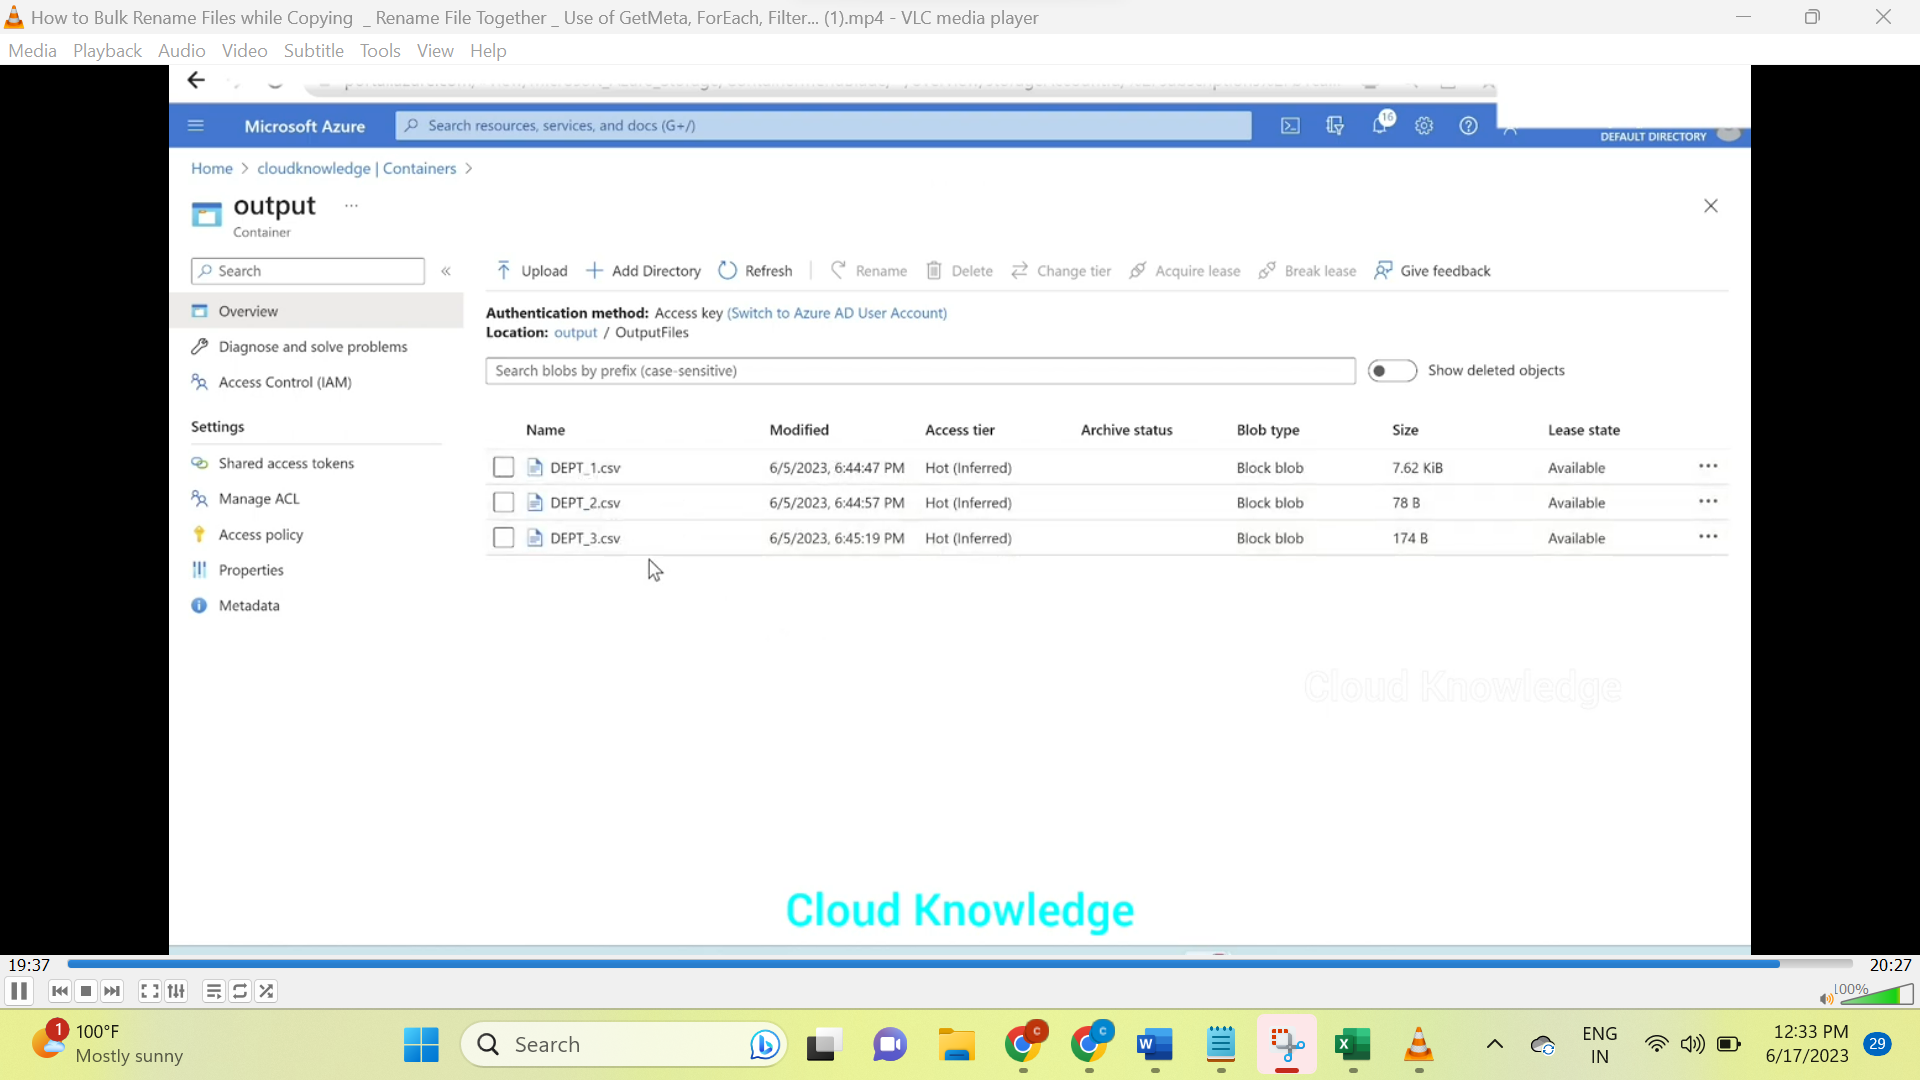 How to Bulk Rename Files while Copying _ Rename File Together _ Use of GetMeta, ForEach, Filter... (1).mp4 - VLC media player
Media Playback Audio Video Subtitle Tools View Help
Microsoft Azure
Search resources, services, and docs (G+/)
16
DEFAULT DIRECTORY
Home > cloudknowledge | Containers >
output ...
Container
Search «
Upload Add Directory Refresh | Rename Delete Change tier Acquire lease Break lease Give feedback
Overview
Diagnose and solve problems
Access Control (IAM)
Settings
Shared access tokens
Manage ACL
Access policy
Properties
Metadata
Authentication method: Access key (Switch to Azure AD User Account)
Location: output / OutputFiles
Search blobs by prefix (case-sensitive)
Show deleted objects
Name Modified Access tier Archive status Blob type Size Lease state
DEPT_1.csv 6/5/2023, 6:44:47 PM Hot (Inferred) Block blob 7.62 KiB Available ...
DEPT_2.csv 6/5/2023, 6:44:57 PM Hot (Inferred) Block blob 78 B Available ...
DEPT_3.csv 6/5/2023, 6:45:19 PM Hot (Inferred) Block blob 174 B Available ...
Cloud Knowledge
Cloud Knowledge
19:37 20:27
100%
1
100°F
Mostly sunny
Search
C
C
W
X
ENG
IN
12:33 PM
6/17/2023
29